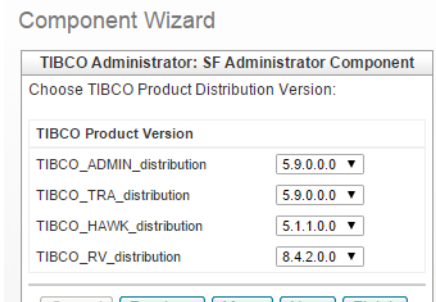 Component Wizard
TIBCO Administrator: SF Administrator Component
Choose TIBCO Product Distribution Version:
TIBCO Product Version
TIBCO_ADMIN_distribution 5.9.0.0.0
TIBCO_TRA_distribution 5.9.0.0.0
TIBCO_HAWK_distribution 5.1.1.0.0
TIBCO_RV_distribution 8.4.2.0.0